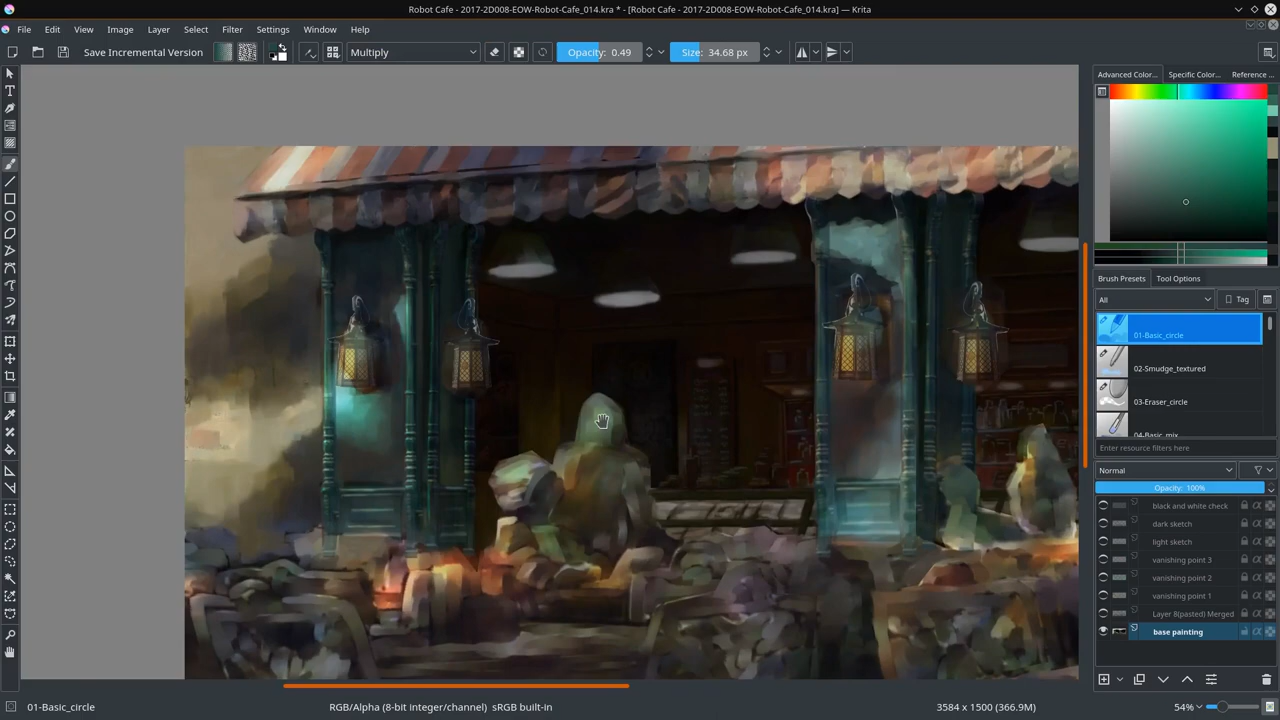 Robot Cafe - 2017-2D008-EOW-Robot-Cafe_014.kra * - [Robot Cafe - 2017-2D008-EOW-Robot-Cafe_014.kra] — Krita
File Edit View Image Layer Select Filter Settings Window Help
Save Incremental Version Multiply Opacity: 0.49 Size: 34.68 px
Advanced Color... Specific Color... Reference ...
Brush Presets Tool Options
All Tag
01-Basic_circle
02-Smudge_textured
03-Eraser_circle
04-Basic_mix
Enter resource filters here
Normal
Opacity: 100%
black and white check
dark sketch
light sketch
vanishing point 3
vanishing point 2
vanishing point 1
Layer 8(pasted) Merged
base painting
01-Basic_circle RGB/Alpha (8-bit integer/channel) sRGB built-in 3584 x 1500 (366.9M) 54%